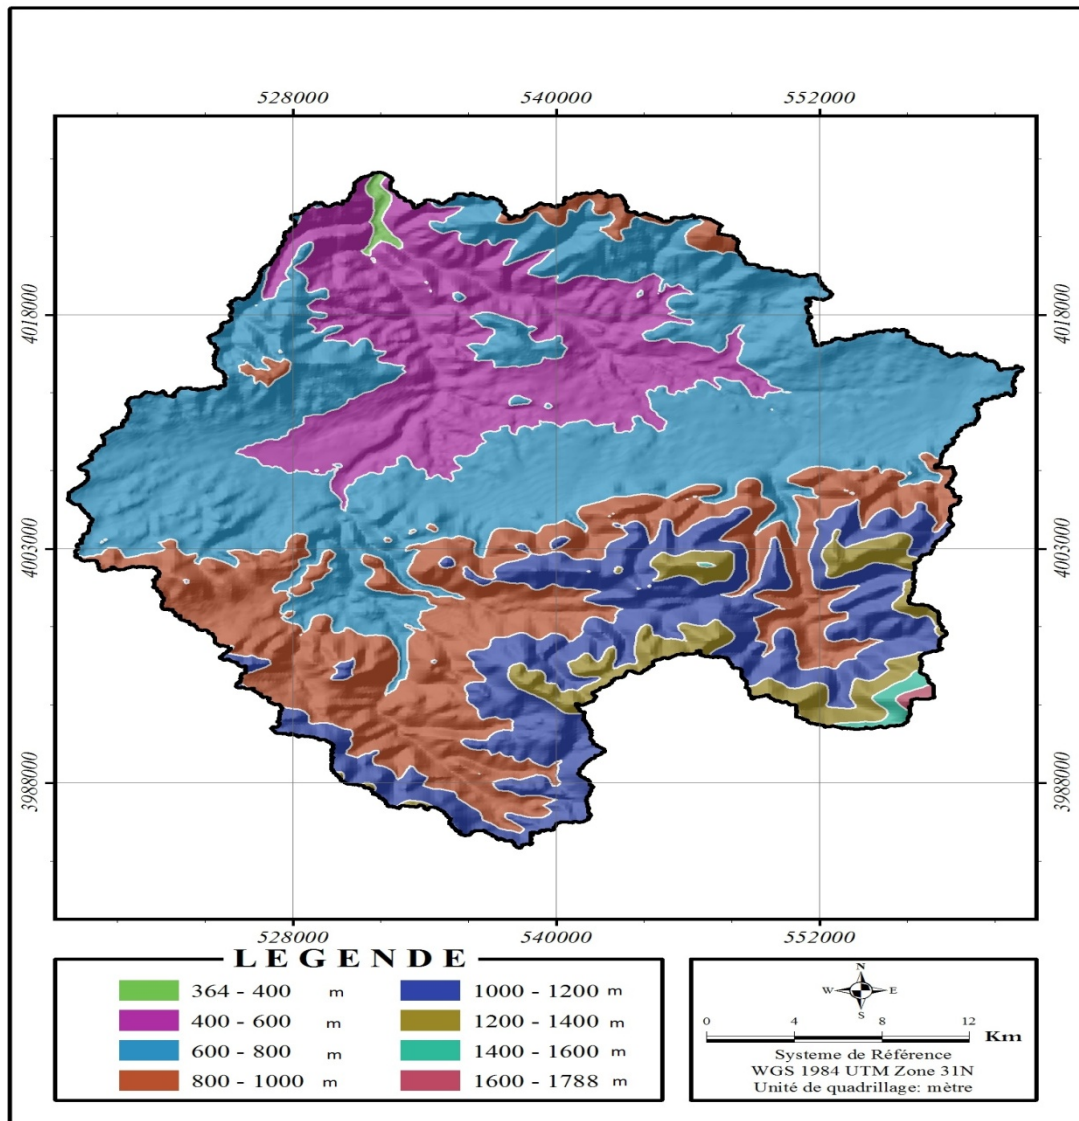 528000 540000 552000
4018000 4018000
4003000 4003000
3988000 3988000
528000 540000 552000
LEGENDE
364 - 400 m
400 - 600 m
600 - 800 m
800 - 1000 m
1000 - 1200 m
1200 - 1400 m
1400 - 1600 m
1600 - 1788 m
N
W E
S
0 4 8 12
Km
Systeme de Référence
WGS 1984 UTM Zone 31N
Unité de quadrillage: mètre